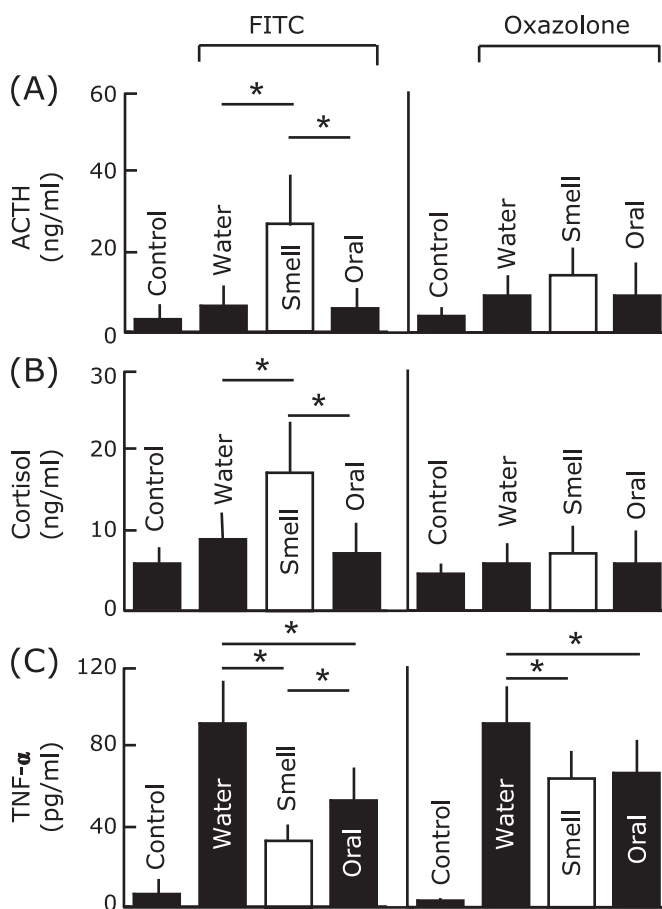 FITC
Oxazolone
(A)
ACTH
(ng/ml)
60
40
20
0
Control
Water
Smell
Oral
Control
Water
Smell
Oral
*
*
(B)
Cortisol
(ng/ml)
30
20
10
0
Control
Water
Smell
Oral
Control
Water
Smell
Oral
*
*
(C)
TNF-α
(pg/ml)
120
80
40
0
Control
Water
Smell
Oral
Control
Water
Smell
Oral
*
*
*
*
*